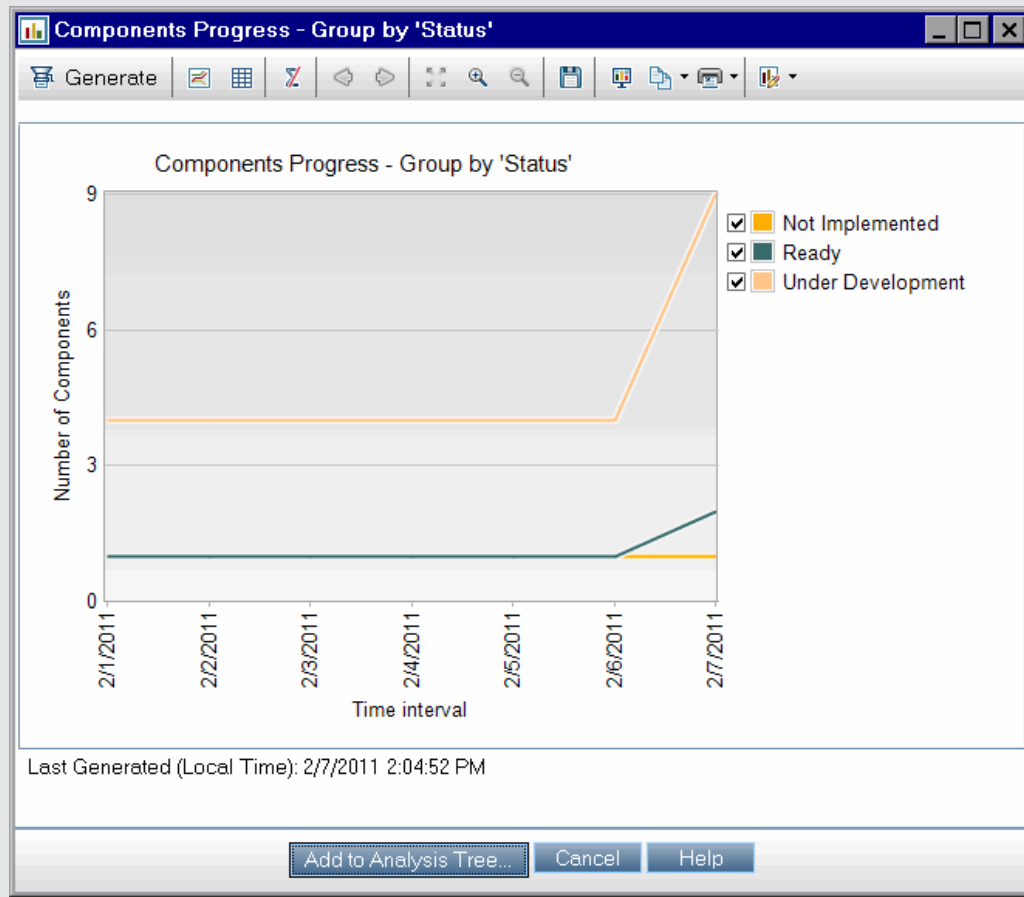 Components Progress - Group by 'Status'
Generate
Components Progress - Group by 'Status'
9
6
3
0
Number of Components
Not Implemented
Ready
Under Development
2/1/2011
2/2/2011
2/3/2011
2/4/2011
2/5/2011
2/6/2011
2/7/2011
Time interval
Last Generated (Local Time): 2/7/2011 2:04:52 PM
Add to Analysis Tree...
Cancel
Help